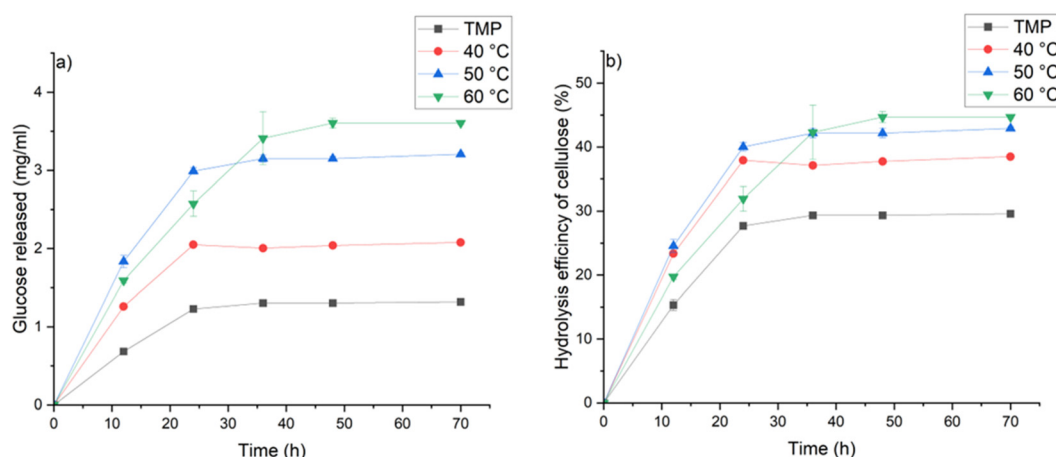 a)
TMP
40 °C
50 °C
60 °C
Glucose released (mg/ml)
4
3
2
1
0
0 10 20 30 40 50 60 70
Time (h)
b)
TMP
40 °C
50 °C
60 °C
Hydrolysis efficincy of cellulose (%)
50
40
30
20
10
0
0 10 20 30 40 50 60 70
Time (h)